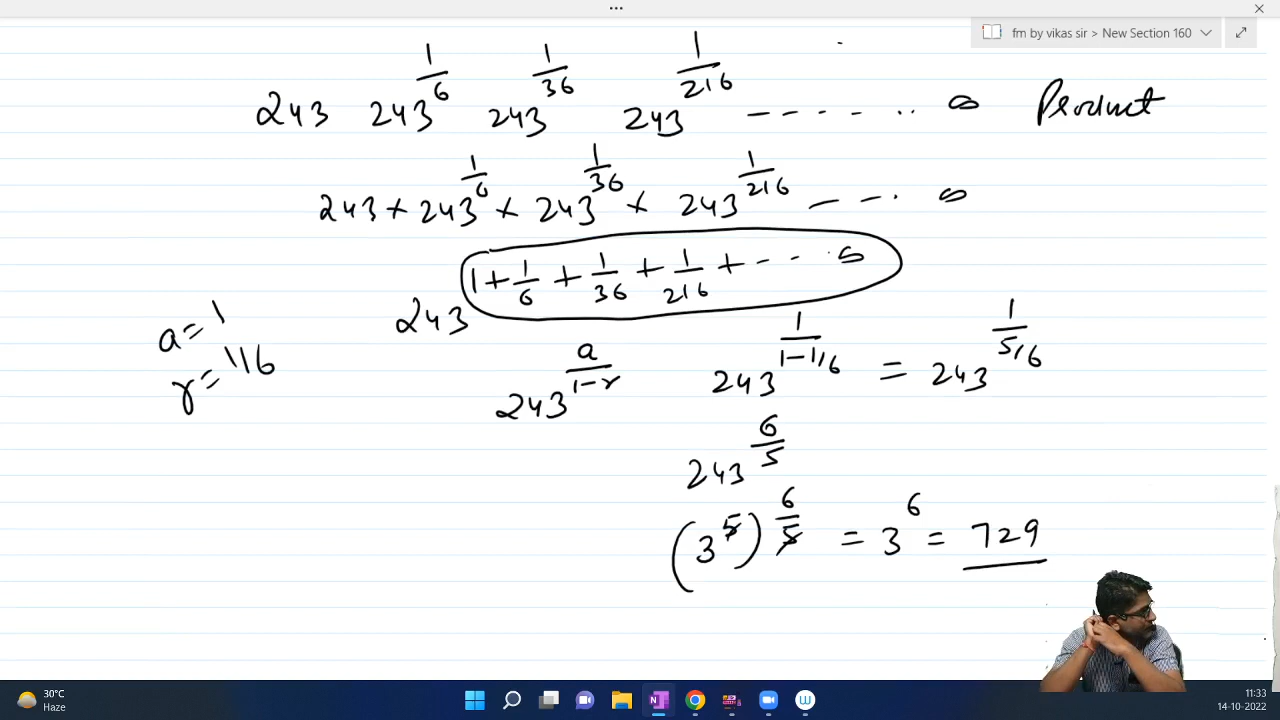 fm by vikas sir > New Section 160
243 243^(1/6) 243^(1/36) 243^(1/216) ------.. ∞ Product
243 × 243^(1/6) × 243^(1/36) × 243^(1/216) ---. ∞
243^(1 + 1/6 + 1/36 + 1/216 + --- ∞)
a = 1
r = 1/6
243^(a/(1-r)) 243^(1/(1-1/6)) = 243^(1/(5/6))
243^(6/5)
(3^5)^(6/5) = 3^6 = 729
30°C
Haze
11:33
14-10-2022